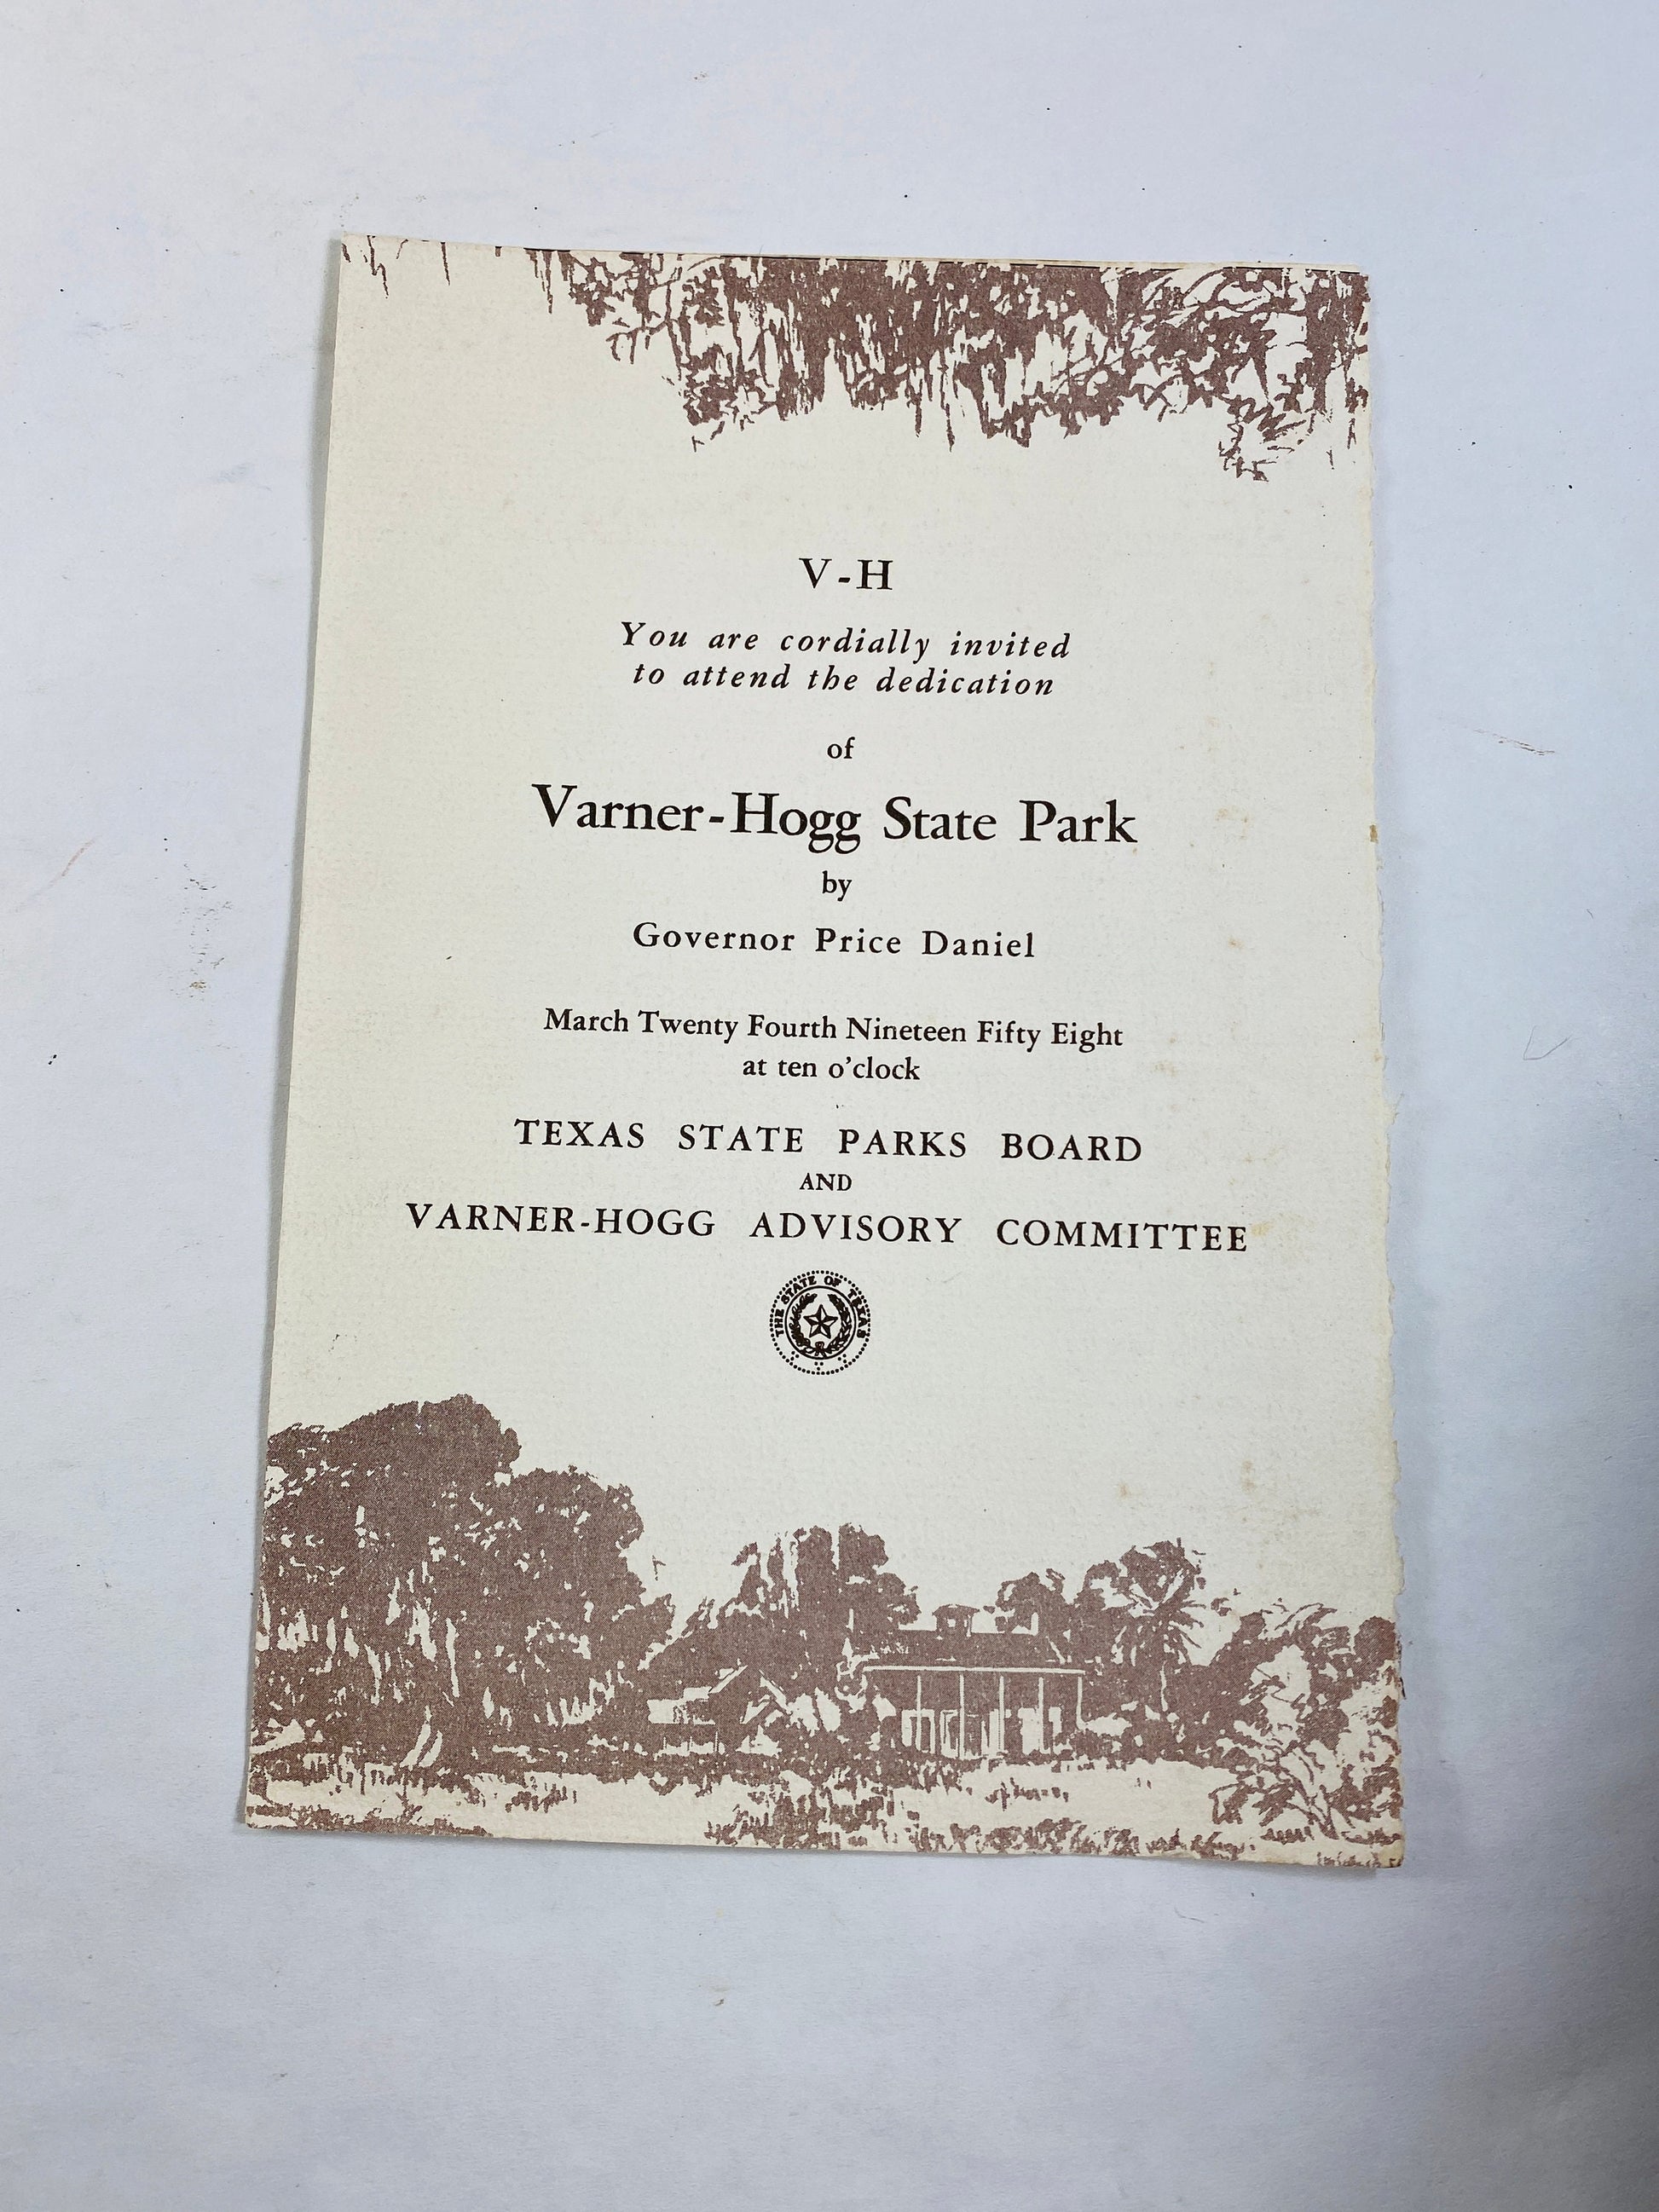 V-H
You are cordially invited
to attend the dedication
of
Varner-Hogg State Park
by
Governor Price Daniel
March Twenty Fourth Nineteen Fifty Eight
at ten o'clock
TEXAS STATE PARKS BOARD
AND
VARNER-HOGG ADVISORY COMMITTEE
THE STATE OF TEXAS